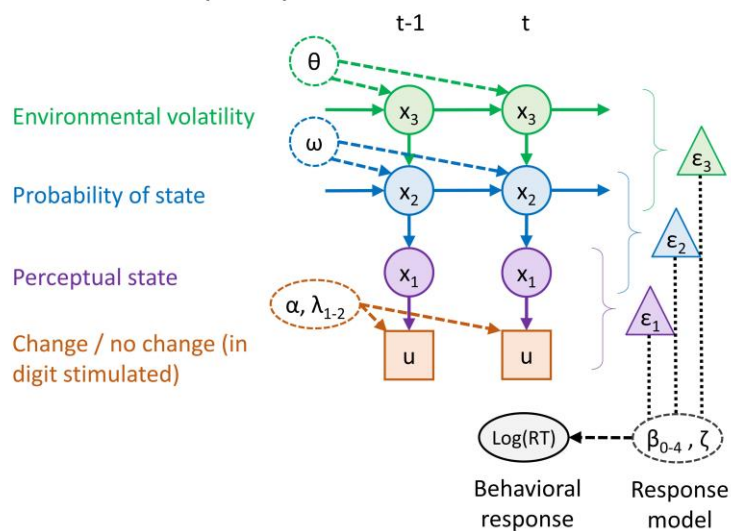 t-1 t
θ
Environmental volatility x₃ x₃
ω ε₃
Probability of state x₂ x₂
ε₂
Perceptual state x₁ x₁
α, λ₁₋₂ ε₁
Change / no change (in
digit stimulated) u u
Log(RT) β₀₋₄ , ζ
Behavioral Response
response model